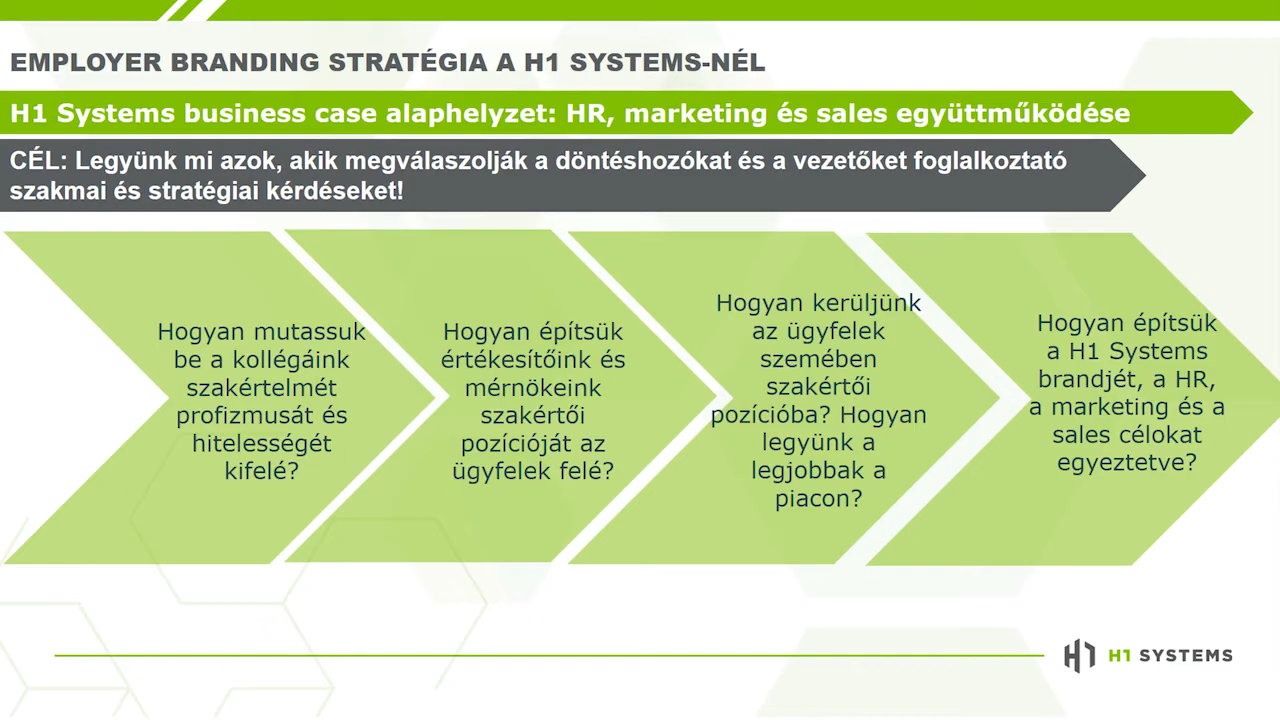 EMPLOYER BRANDING STRATÉGIA A H1 SYSTEMS-NÉL
H1 Systems business case alaphelyzet: HR, marketing és sales együttműködése
CÉL: Legyünk mi azok, akik megválaszolják a döntéshozókat és a vezetőket foglalkoztató
szakmai és stratégiai kérdéseket!
Hogyan mutassuk
be a kollégáink
szakértelmét
profizmusát és
hitelességét
kifelé?
Hogyan építsük
értékesítőink és
mérnökeink
szakértői
pozícióját az
ügyfelek felé?
Hogyan kerüljünk
az ügyfelek
szemében
szakértői
pozícióba? Hogyan
legyünk a
legjobbak a
piacon?
Hogyan építsük
a H1 Systems
brandjét, a HR,
a marketing és a
sales célokat
egyeztetve?
H1 SYSTEMS